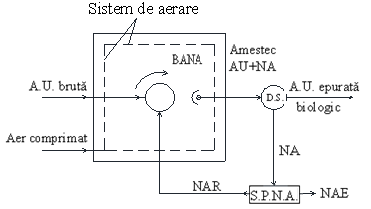 Sistem de aerare
Amestec
AU+NA
BANA
A.U. brută
D.S.
A.U. epurată
biologic
Aer comprimat
NA
NAR
S.P.N.A.
NAE